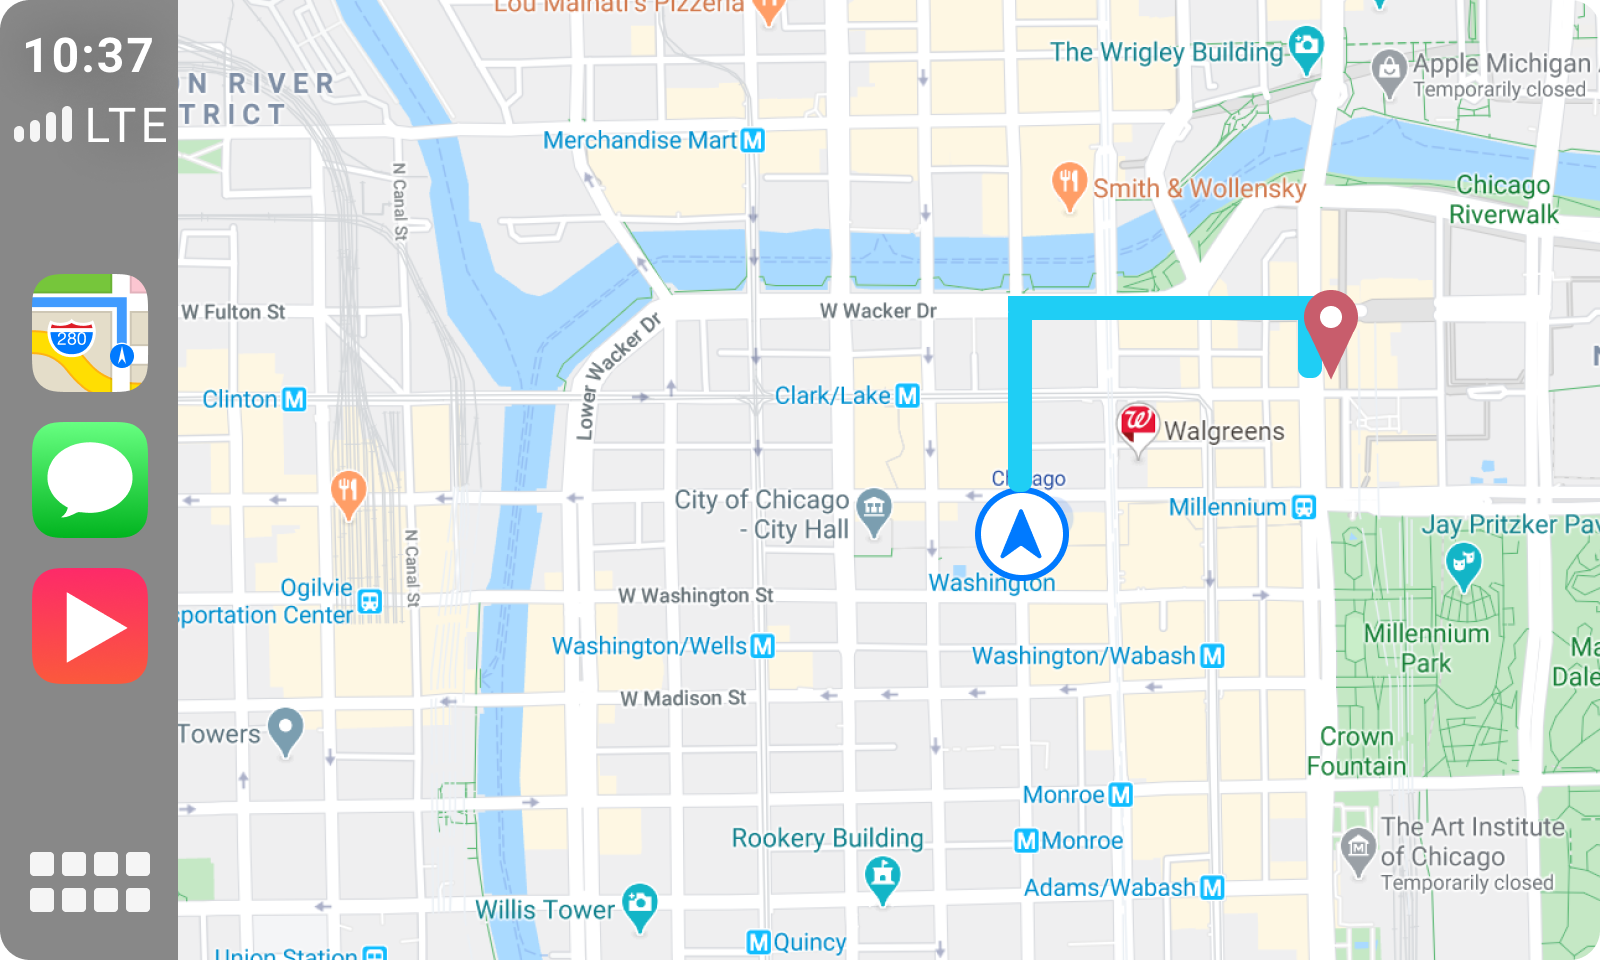 10:37
LTE
ON RIVER
TRICT
Lou Malnati's Pizzeria
The Wrigley Building
Apple Michigan
Temporarily closed
Merchandise Mart M
N Canal St
Smith & Wollensky
Chicago
Riverwalk
280
W Fulton St
W Wacker Dr
Lower Wacker Dr
Clinton M
Clark/Lake M
W
Walgreens
Chicago
City of Chicago
- City Hall
Millennium
Jay Pritzker Pav
N Canal St
Washington
Ogilvie
sportation Center
W Washington St
Millennium
Park
Ma
Dale
Washington/Wells M
Washington/Wabash M
W Madison St
Towers
Crown
Fountain
Monroe M
Rookery Building
M Monroe
The Art Institute
of Chicago
Temporarily closed
Adams/Wabash M
Willis Tower
M Quincy
Union Station